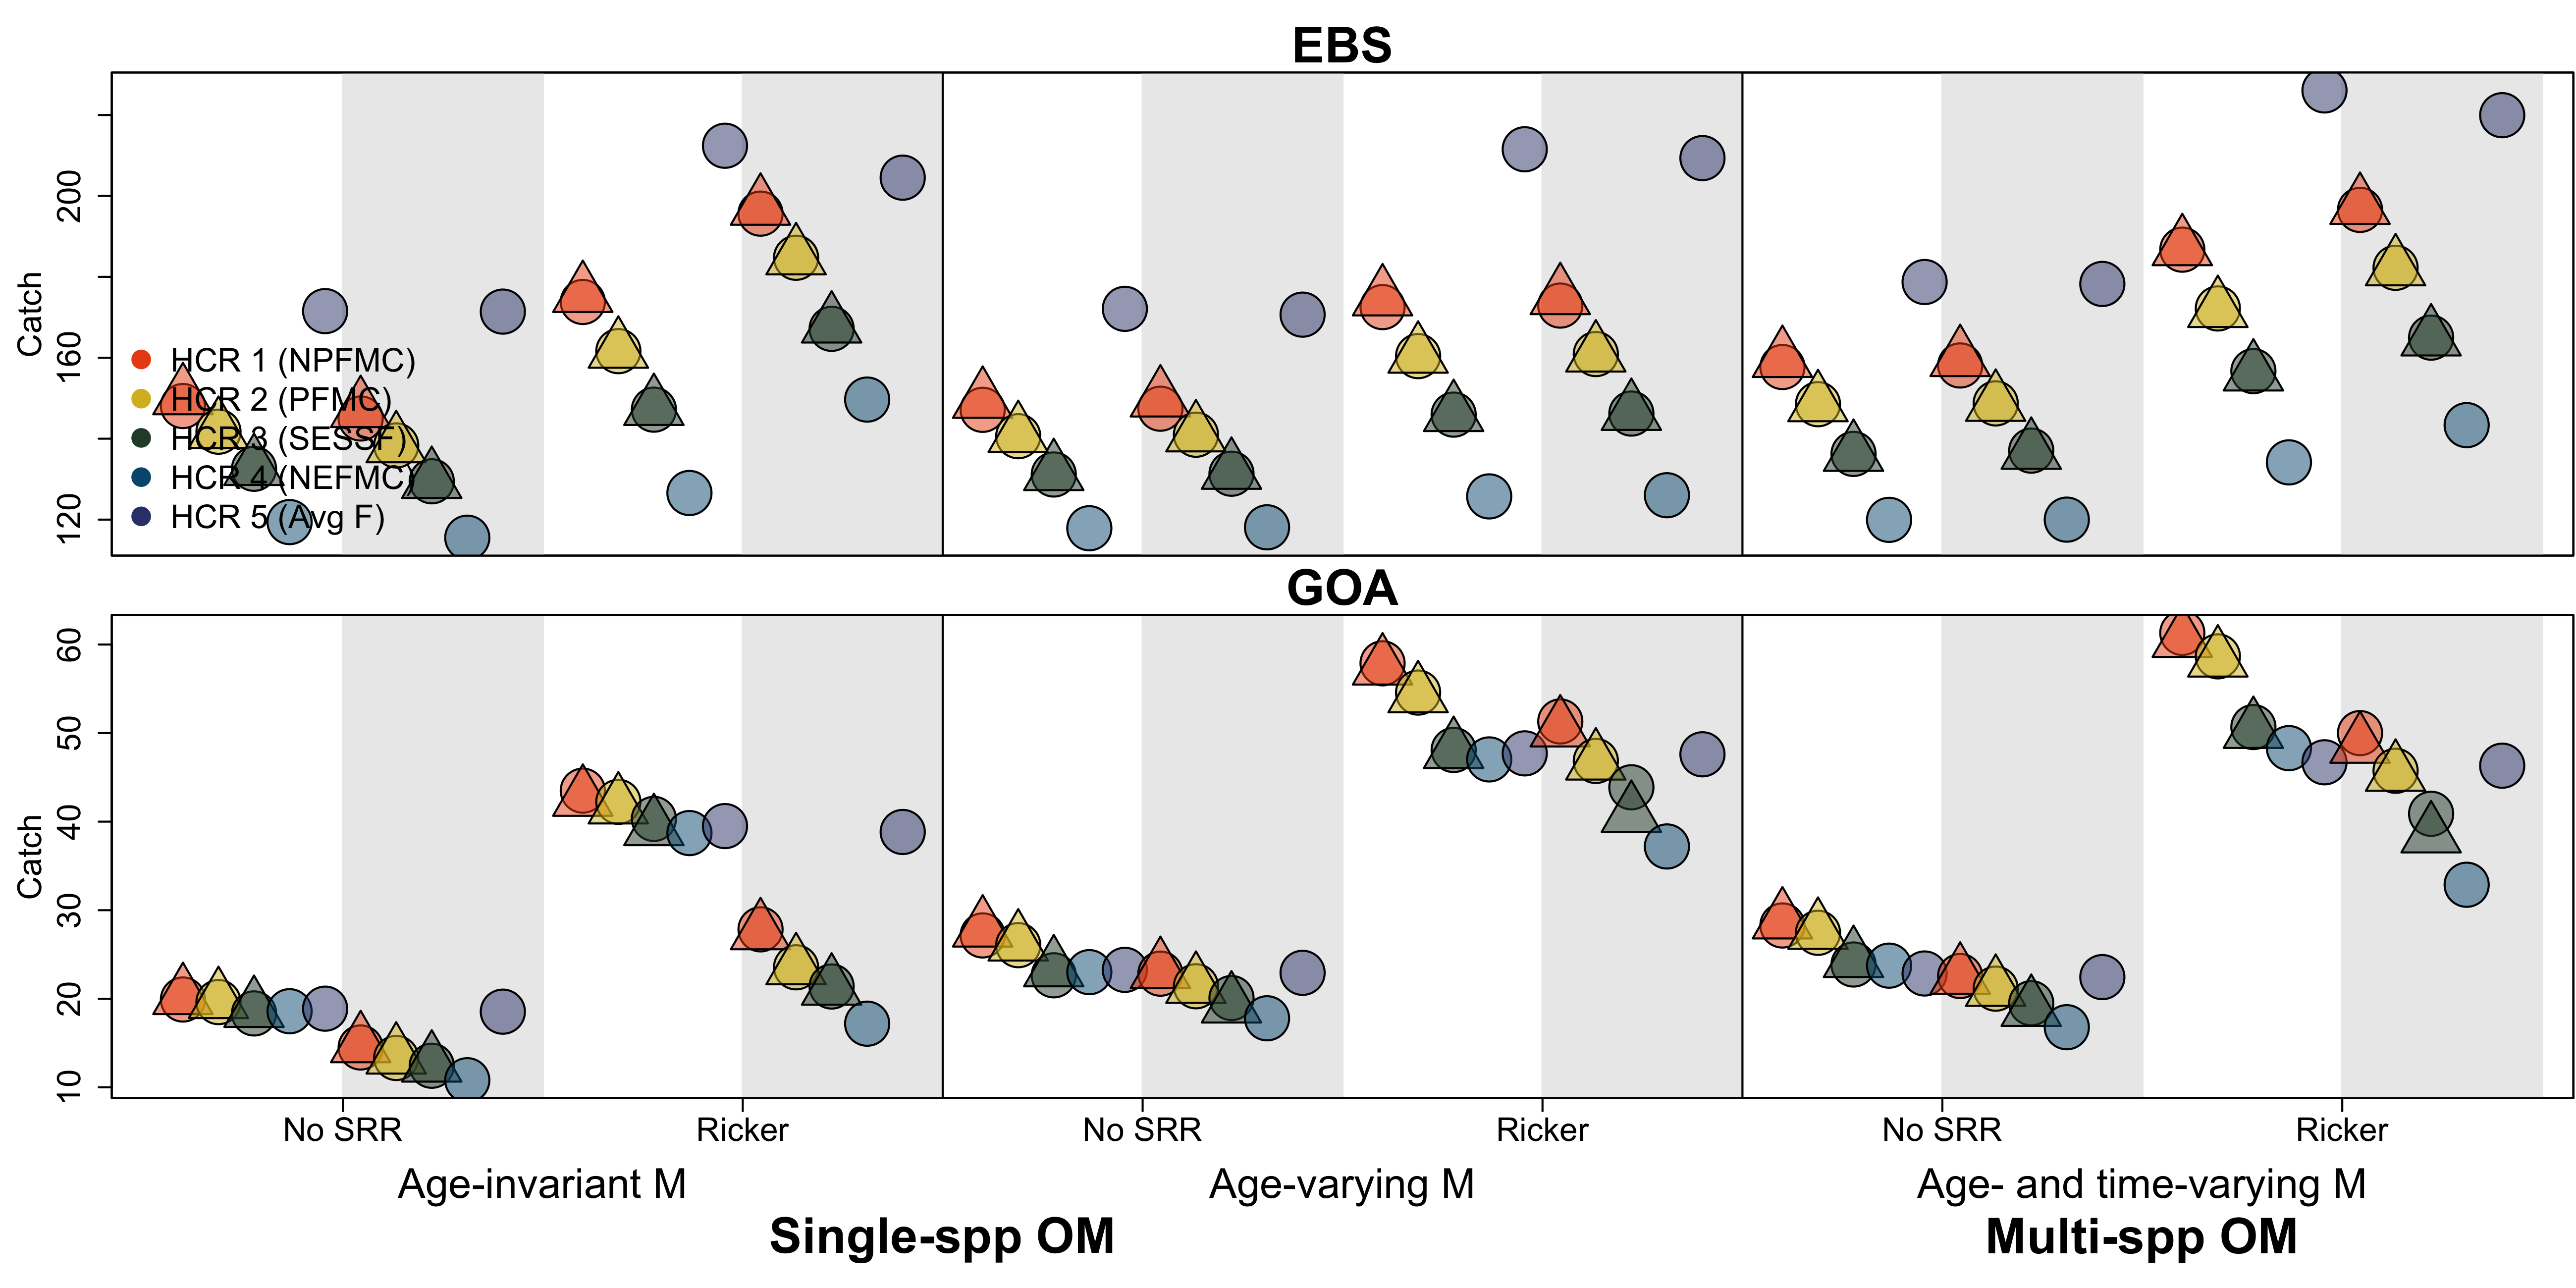 EBS
Catch
200
160
120
HCR 1 (NPFMC)
HCR 2 (PFMC)
HCR 3 (SESSF)
HCR 4 (NEFMC)
HCR 5 (Avg F)
GOA
Catch
60
50
40
30
20
10
No SRR Ricker No SRR Ricker No SRR Ricker
Age-invariant M Age-varying M Age- and time-varying M
Single-spp OM Multi-spp OM